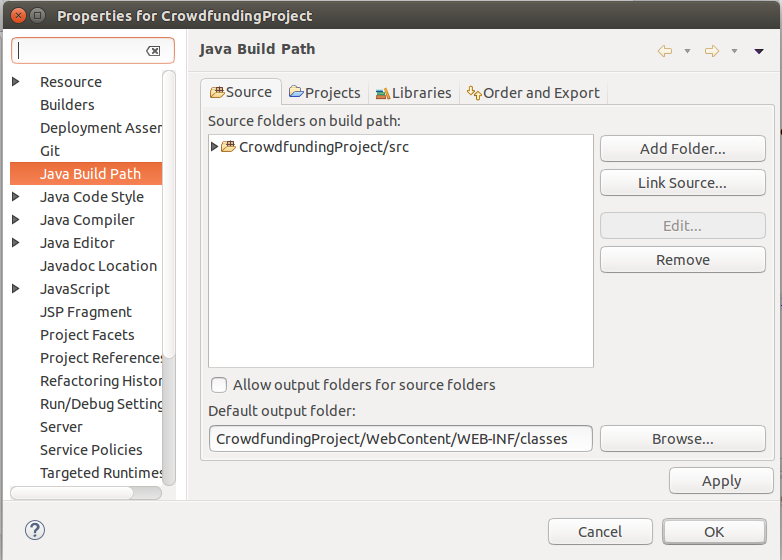 Properties for CrowdfundingProject
Java Build Path
Resource
Builders
Deployment Asser
Git
Java Build Path
Java Code Style
Java Compiler
Java Editor
Javadoc Location
JavaScript
JSP Fragment
Project Facets
Project References
Refactoring Histor
Run/Debug Setting
Server
Service Policies
Targeted Runtimes
Source
Projects
Libraries
Order and Export
Source folders on build path:
CrowdfundingProject/src
Add Folder...
Link Source...
Edit...
Remove
Allow output folders for source folders
Default output folder:
CrowdfundingProject/WebContent/WEB-INF/classes
Browse...
Apply
?
Cancel
OK